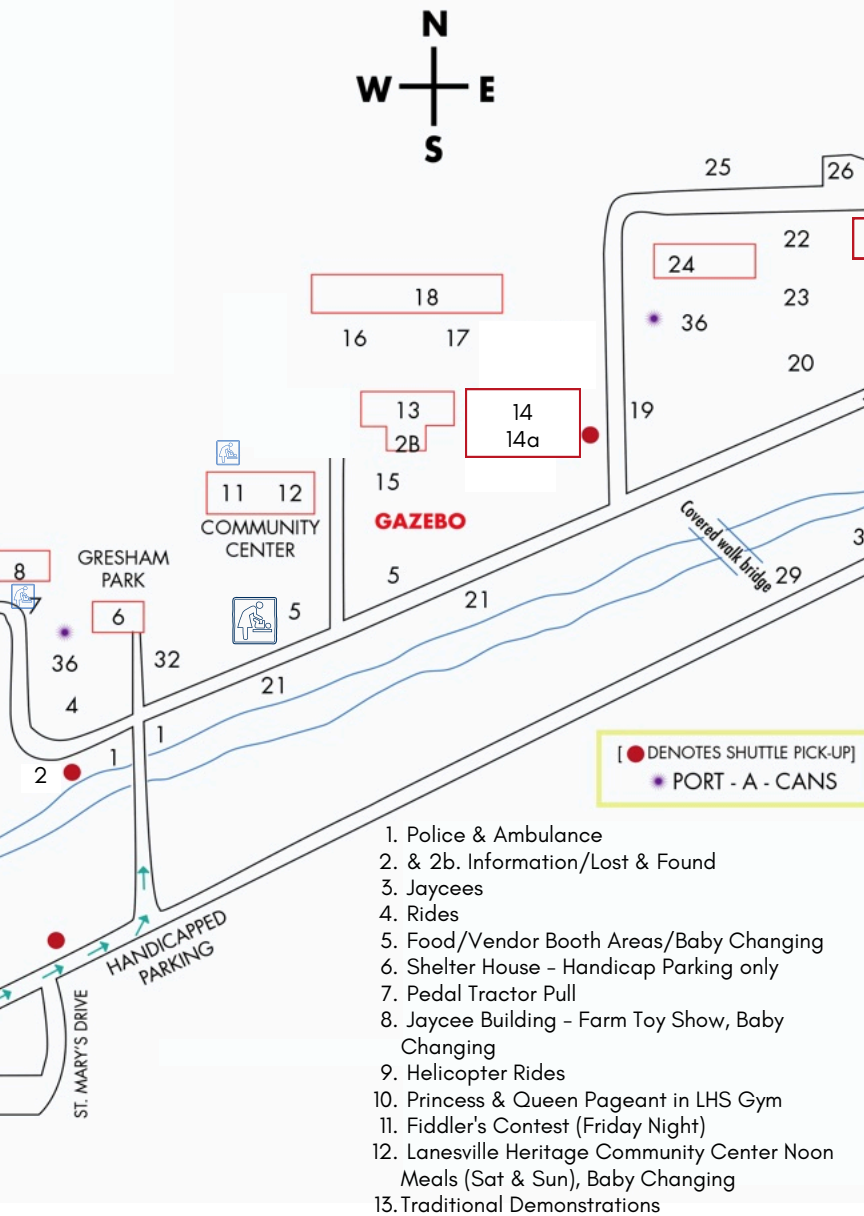 N
W E
S
25
26
22
24
18
23
36
16 17
20
13
14
19
2B
14a
15
11 12
GAZEBO
COMMUNITY
CENTER
Covered walk bridge
3
GRESHAM
PARK
8
5
29
7
6
5
21
36
32
21
4
1
1
2
[ DENOTES SHUTTLE PICK-UP]
PORT - A - CANS
1. Police & Ambulance
2. & 2b. Information/Lost & Found
3. Jaycees
4. Rides
5. Food/Vendor Booth Areas/Baby Changing
6. Shelter House - Handicap Parking only
7. Pedal Tractor Pull
8. Jaycee Building - Farm Toy Show, Baby
Changing
9. Helicopter Rides
10. Princess & Queen Pageant in LHS Gym
11. Fiddler's Contest (Friday Night)
12. Lanesville Heritage Community Center Noon
Meals (Sat & Sun), Baby Changing
13. Traditional Demonstrations
HANDICAPPED
PARKING
ST. MARY'S DRIVE